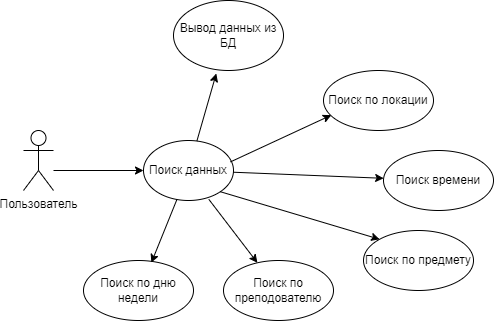 Вывод данных из
БД
Поиск по локации
Поиск данных
Поиск времени
Пользователь
Поиск по предмету
Поиск по дню
недели
Поиск по
преподователю